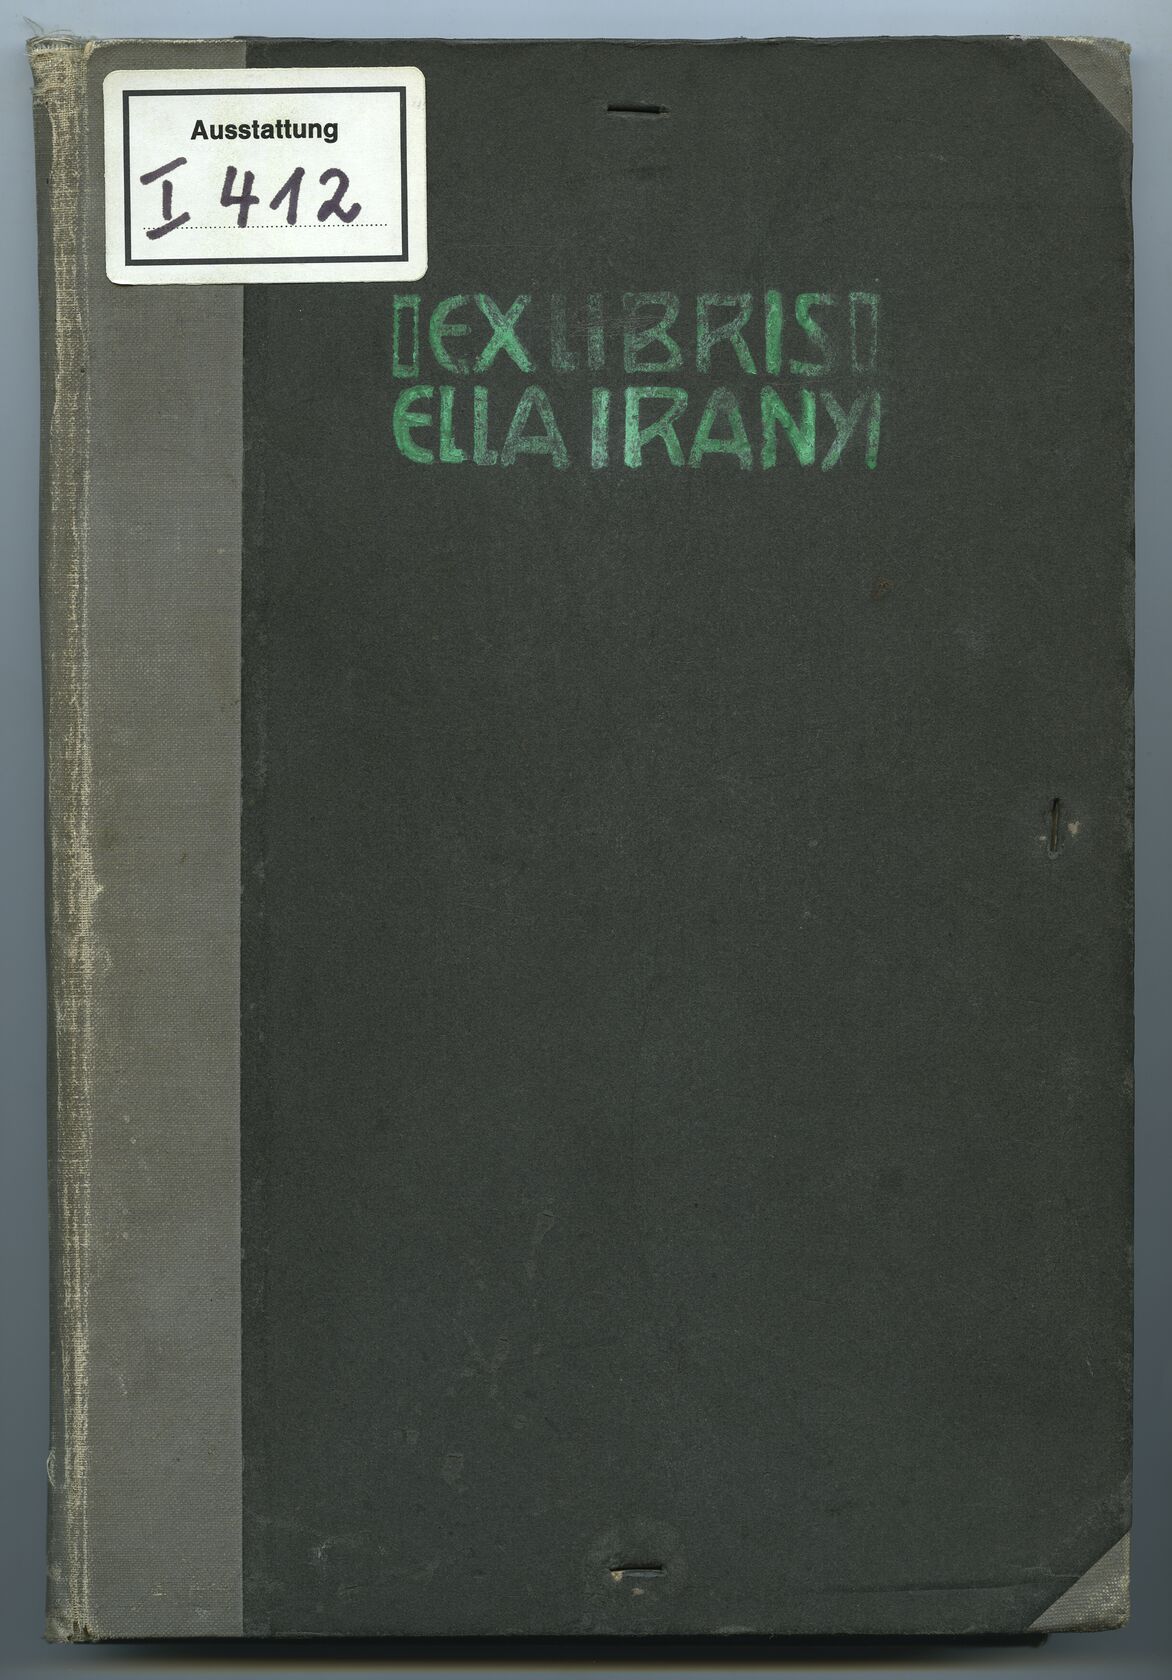 Ausstattung
I 412
EX LIBRIS
ELLA IRANYI